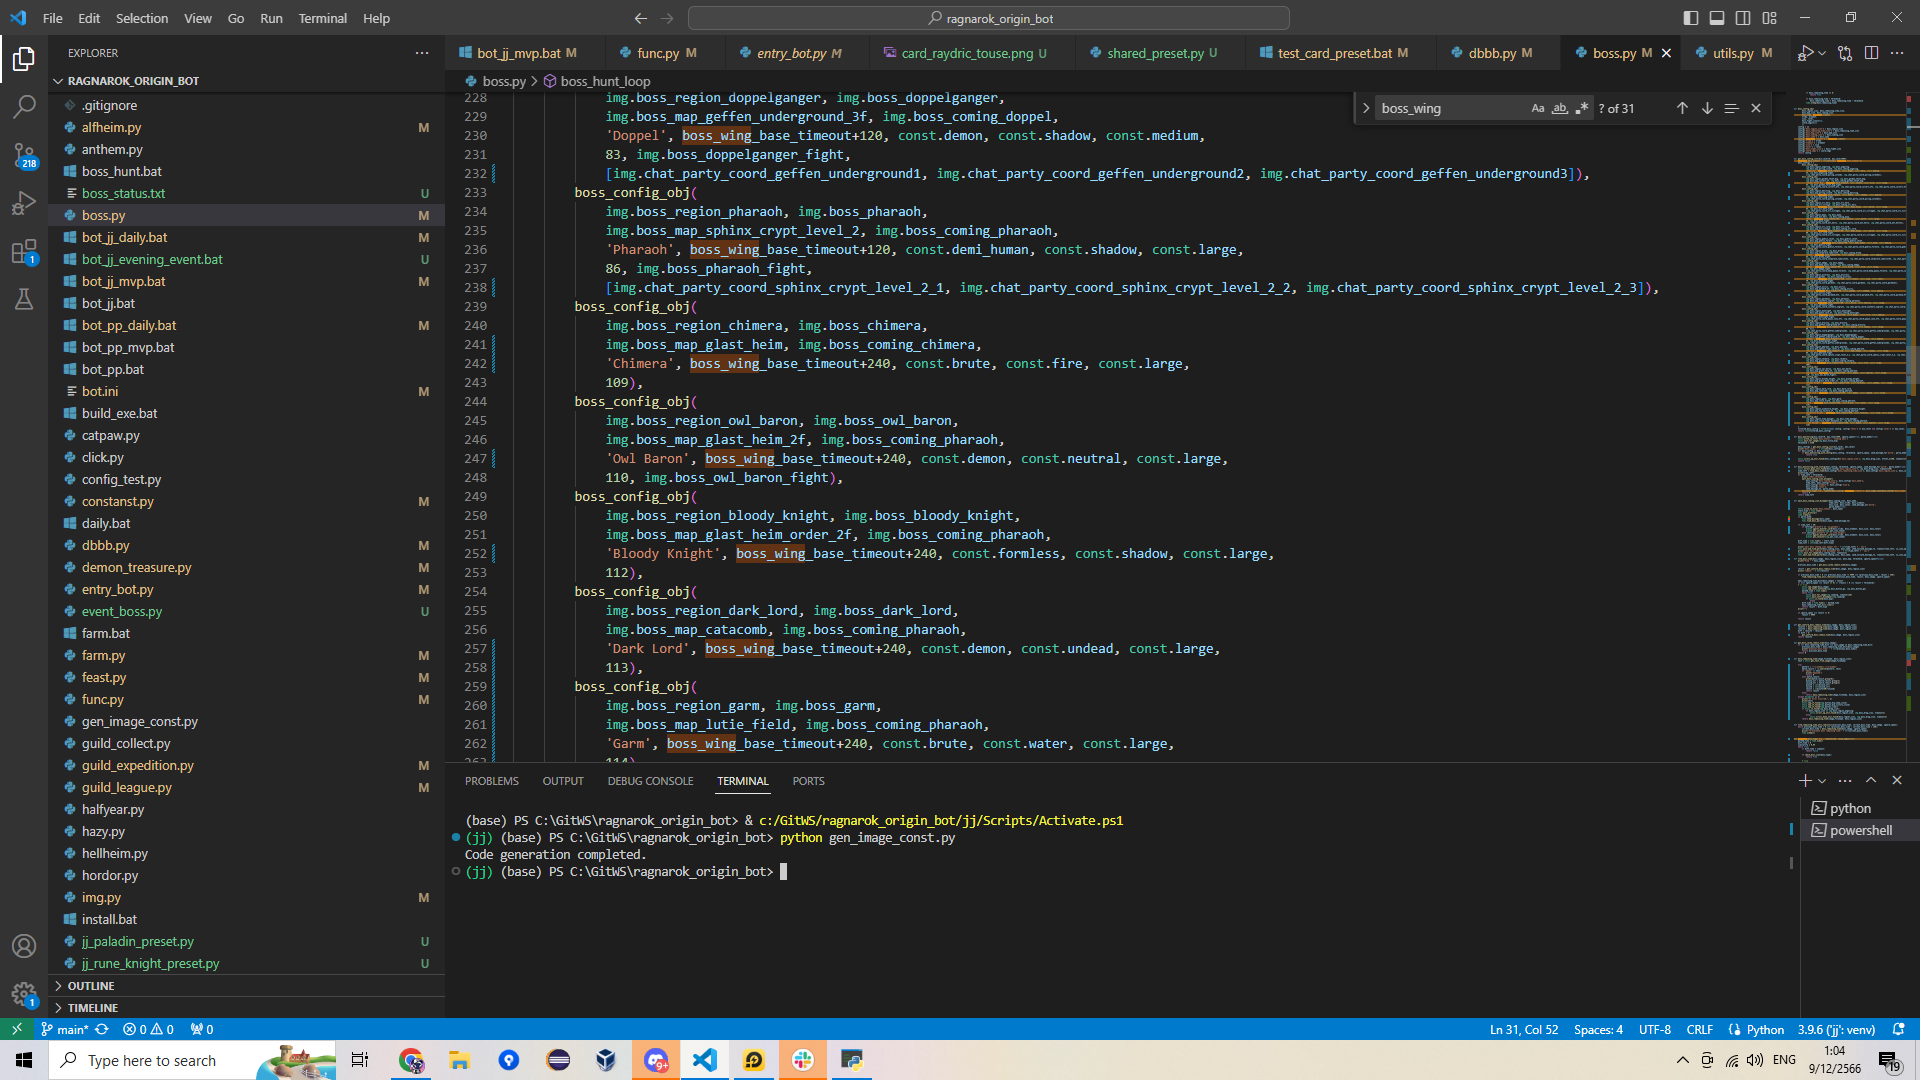 File Edit Selection View Go Run Terminal Help
ragnarok_origin_bot
EXPLORER
RAGNAROK_ORIGIN_BOT
.gitignore
alfheim.py M
anthem.py
boss_hunt.bat
boss_status.txt U
boss.py M
bot_jj_daily.bat M
bot_jj_evening_event.bat U
bot_jj_mvp.bat M
bot_jj.bat
bot_pp_daily.bat M
bot_pp_mvp.bat
bot_pp.bat
bot.ini M
build_exe.bat
catpaw.py
click.py
config_test.py
constanst.py M
daily.bat
dbbb.py M
demon_treasure.py M
entry_bot.py M
event_boss.py U
farm.bat
farm.py M
feast.py M
func.py M
gen_image_const.py
guild_collect.py
guild_expedition.py M
guild_league.py M
halfyear.py
hazy.py
hellheim.py
hordor.py
img.py M
install.bat
jj_paladin_preset.py U
jj_rune_knight_preset.py U
OUTLINE
TIMELINE
218
1
1
bot_jj_mvp.bat M func.py M entry_bot.py M card_raydric_touse.png U shared_preset.py U test_card_preset.bat M dbbb.py M boss.py M utils.py M
boss.py > boss_hunt_loop
boss_wing Aa ab .* ? of 31
228 img.boss_region_doppelganger, img.boss_doppelganger,
229 img.boss_map_geffen_underground_3f, img.boss_coming_doppel,
230 'Doppel', boss_wing_base_timeout+120, const.demon, const.shadow, const.medium,
231 83, img.boss_doppelganger_fight,
232 [img.chat_party_coord_geffen_underground1, img.chat_party_coord_geffen_underground2, img.chat_party_coord_geffen_underground3]),
233 boss_config_obj(
234 img.boss_region_pharaoh, img.boss_pharaoh,
235 img.boss_map_sphinx_crypt_level_2, img.boss_coming_pharaoh,
236 'Pharaoh', boss_wing_base_timeout+120, const.demi_human, const.shadow, const.large,
237 86, img.boss_pharaoh_fight,
238 [img.chat_party_coord_sphinx_crypt_level_2_1, img.chat_party_coord_sphinx_crypt_level_2_2, img.chat_party_coord_sphinx_crypt_level_2_3]),
239 boss_config_obj(
240 img.boss_region_chimera, img.boss_chimera,
241 img.boss_map_glast_heim, img.boss_coming_chimera,
242 'Chimera', boss_wing_base_timeout+240, const.brute, const.fire, const.large,
243 109),
244 boss_config_obj(
245 img.boss_region_owl_baron, img.boss_owl_baron,
246 img.boss_map_glast_heim_2f, img.boss_coming_pharaoh,
247 'Owl Baron', boss_wing_base_timeout+240, const.demon, const.neutral, const.large,
248 110, img.boss_owl_baron_fight),
249 boss_config_obj(
250 img.boss_region_bloody_knight, img.boss_bloody_knight,
251 img.boss_map_glast_heim_order_2f, img.boss_coming_pharaoh,
252 'Bloody Knight', boss_wing_base_timeout+240, const.formless, const.shadow, const.large,
253 112),
254 boss_config_obj(
255 img.boss_region_dark_lord, img.boss_dark_lord,
256 img.boss_map_catacomb, img.boss_coming_pharaoh,
257 'Dark Lord', boss_wing_base_timeout+240, const.demon, const.undead, const.large,
258 113),
259 boss_config_obj(
260 img.boss_region_garm, img.boss_garm,
261 img.boss_map_lutie_field, img.boss_coming_pharaoh,
262 'Garm', boss_wing_base_timeout+240, const.brute, const.water, const.large,
263 114)
PROBLEMS OUTPUT DEBUG CONSOLE TERMINAL PORTS
(base) PS C:\GitWS\ragnarok_origin_bot> & c:/GitWS/ragnarok_origin_bot/jj/Scripts/Activate.ps1
(jj) (base) PS C:\GitWS\ragnarok_origin_bot> python gen_image_const.py
Code generation completed.
(jj) (base) PS C:\GitWS\ragnarok_origin_bot>
python
powershell
main* 0 0 0 Ln 31, Col 52 Spaces: 4 UTF-8 CRLF Python 3.9.6 ('jj': venv)
Type here to search
9+
ENG
1:04
9/12/2566
19